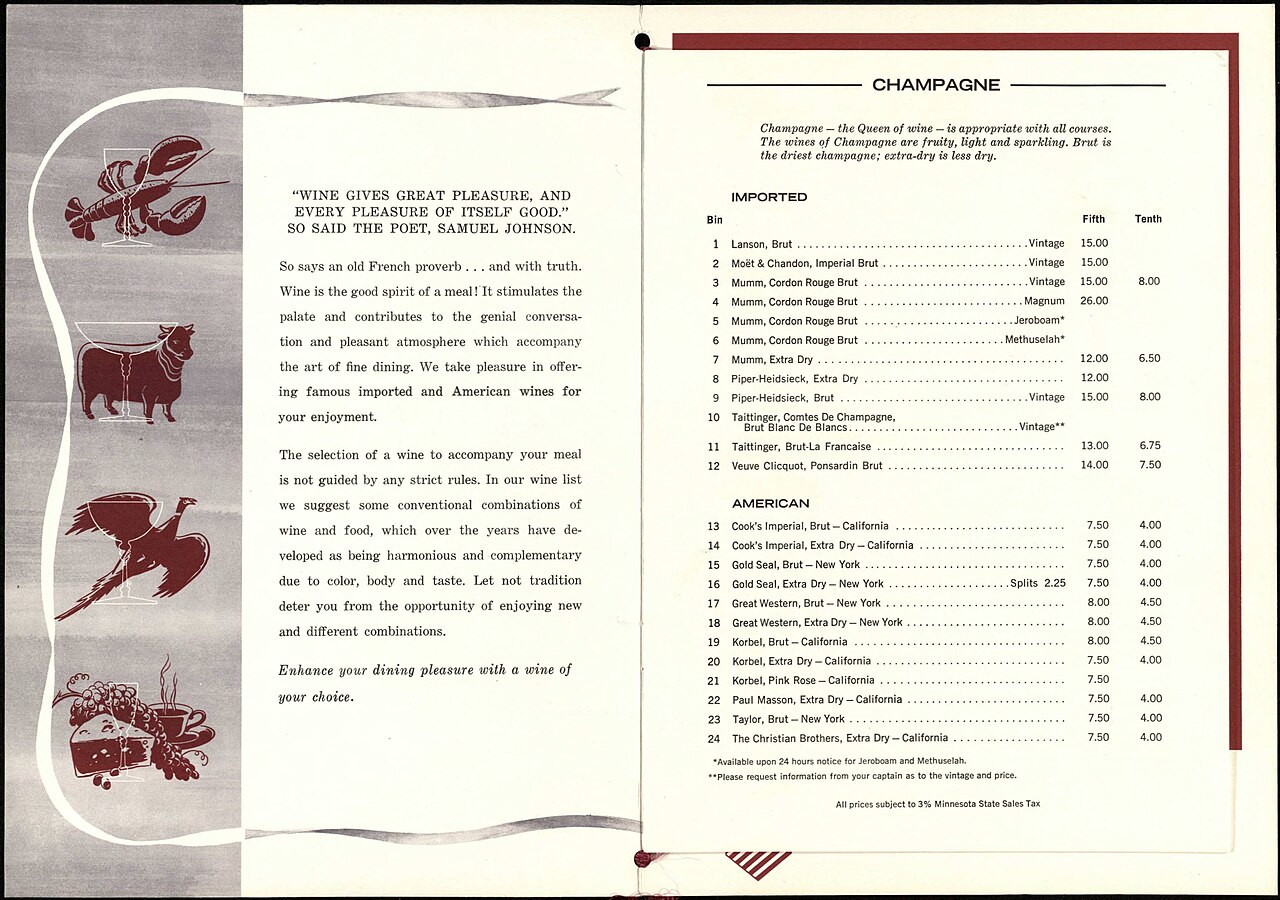 “WINE GIVES GREAT PLEASURE, AND
EVERY PLEASURE OF ITSELF GOOD.”
SO SAID THE POET, SAMUEL JOHNSON.
So says an old French proverb . . . and with truth.
Wine is the good spirit of a meal! It stimulates the
palate and contributes to the genial conversa-
tion and pleasant atmosphere which accompany
the art of fine dining. We take pleasure in offer-
ing famous imported and American wines for
your enjoyment.
The selection of a wine to accompany your meal
is not guided by any strict rules. In our wine list
we suggest some conventional combinations of
wine and food, which over the years have de-
veloped as being harmonious and complementary
due to color, body and taste. Let not tradition
deter you from the opportunity of enjoying new
and different combinations.
Enhance your dining pleasure with a wine of
your choice.
CHAMPAGNE
Champagne — the Queen of wine — is appropriate with all courses.
The wines of Champagne are fruity, light and sparkling. Brut is
the driest champagne; extra-dry is less dry.
IMPORTED
Bin Fifth Tenth
1 Lanson, Brut . . . Vintage 15.00
2 Moët & Chandon, Imperial Brut . . . Vintage 15.00
3 Mumm, Cordon Rouge Brut . . . Vintage 15.00 8.00
4 Mumm, Cordon Rouge Brut . . . Magnum 26.00
5 Mumm, Cordon Rouge Brut . . . Jeroboam*
6 Mumm, Cordon Rouge Brut . . . Methuselah*
7 Mumm, Extra Dry . . . 12.00 6.50
8 Piper-Heidsieck, Extra Dry . . . 12.00
9 Piper-Heidsieck, Brut . . . Vintage 15.00 8.00
10 Taittinger, Comtes De Champagne,
Brut Blanc De Blancs . . . Vintage**
11 Taittinger, Brut-La Francaise . . . 13.00 6.75
12 Veuve Clicquot, Ponsardin Brut . . . 14.00 7.50
AMERICAN
13 Cook's Imperial, Brut — California . . . 7.50 4.00
14 Cook's Imperial, Extra Dry — California . . . 7.50 4.00
15 Gold Seal, Brut — New York . . . 7.50 4.00
16 Gold Seal, Extra Dry — New York . . . Splits 2.25 7.50 4.00
17 Great Western, Brut — New York . . . 8.00 4.50
18 Great Western, Extra Dry — New York . . . 8.00 4.50
19 Korbel, Brut — California . . . 8.00 4.50
20 Korbel, Extra Dry — California . . . 7.50 4.00
21 Korbel, Pink Rose — California . . . 7.50
22 Paul Masson, Extra Dry — California . . . 7.50 4.00
23 Taylor, Brut — New York . . . 7.50 4.00
24 The Christian Brothers, Extra Dry — California . . . 7.50 4.00
*Available upon 24 hours notice for Jeroboam and Methuselah.
**Please request information from your captain as to the vintage and price.
All prices subject to 3% Minnesota State Sales Tax